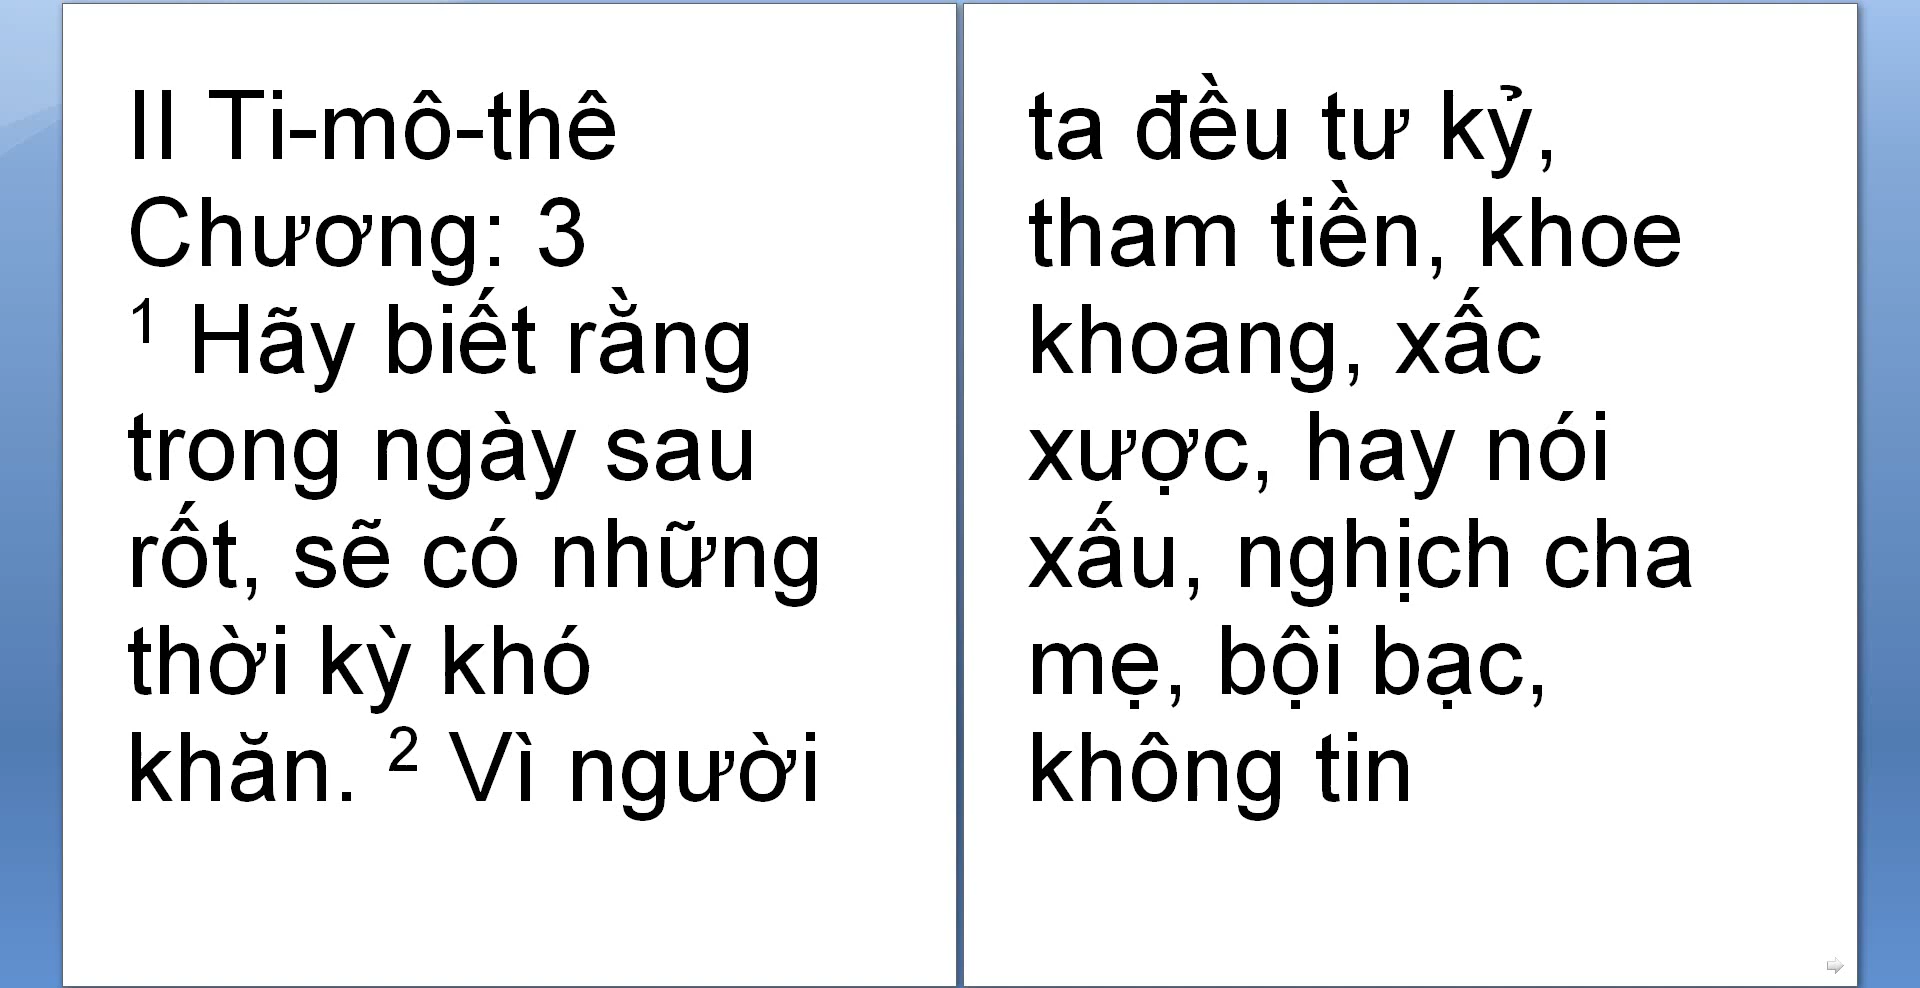 II Ti-mô-thê
Chương: 3
1 Hãy biết rằng
trong ngày sau
rốt, sẽ có những
thời kỳ khó
khăn. 2 Vì người
ta đều tư kỷ,
tham tiền, khoe
khoang, xấc
xược, hay nói
xấu, nghịch cha
mẹ, bội bạc,
không tin